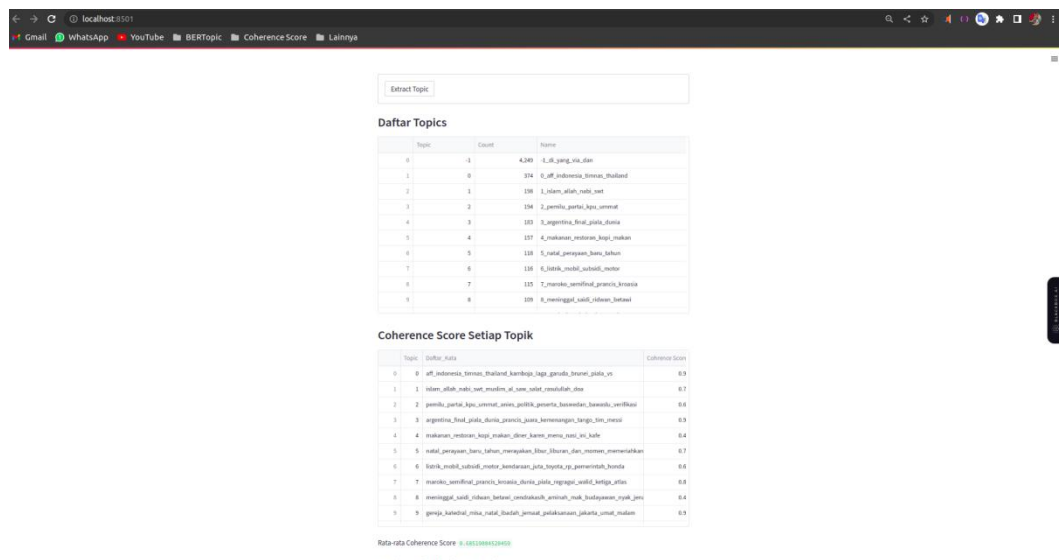 localhost:8501
Gmail WhatsApp YouTube BERTopic Coherence Score Lainnya
Extract Topic
Daftar Topics
Topic Count Name
0 -1 4,249 -1_di_yang_via_dan
1 0 374 0_aff_indonesia_timnas_thailand
2 1 198 1_islam_allah_nabi_swt
3 2 194 2_pemilu_partai_kpu_ummat
4 3 183 3_argentina_final_piala_dunia
5 4 157 4_makanan_restoran_kopi_makan
6 5 118 5_natal_perayaan_baru_tahun
7 6 116 6_listrik_mobil_subsidi_motor
8 7 115 7_maroko_semifinal_prancis_kroasia
9 8 109 8_meninggal_saidi_ridwan_betawi
Coherence Score Setiap Topik
Topic Daftar_Kata Cohrence Score
0 0 aff_indonesia_timnas_thailand_kamboja_laga_garuda_brunei_piala_vs 0.9
1 1 islam_allah_nabi_swt_muslim_al_saw_salat_rasulullah_doa 0.7
2 2 pemilu_partai_kpu_ummat_anies_politik_peserta_baswedan_bawaslu_verifikasi 0.6
3 3 argentina_final_piala_dunia_prancis_juara_kemenangan_tango_tim_messi 0.9
4 4 makanan_restoran_kopi_makan_diner_karen_menu_nasi_ini_kafe 0.4
5 5 natal_perayaan_baru_tahun_merayakan_libur_liburan_dan_momen_memeriahkan 0.7
6 6 listrik_mobil_subsidi_motor_kendaraan_juta_toyota_rp_pemerintah_honda 0.6
7 7 maroko_semifinal_prancis_kroasia_dunia_piala_regragui_walid_ketiga_atlas 0.8
8 8 meninggal_saidi_ridwan_betawi_cendrakasih_aminah_mak_budayawan_nyak_jena 0.4
9 9 gereja_katedral_misa_natal_ibadah_jemaat_pelaksanaan_jakarta_umat_malam 0.9
Rata-rata Coherence Score